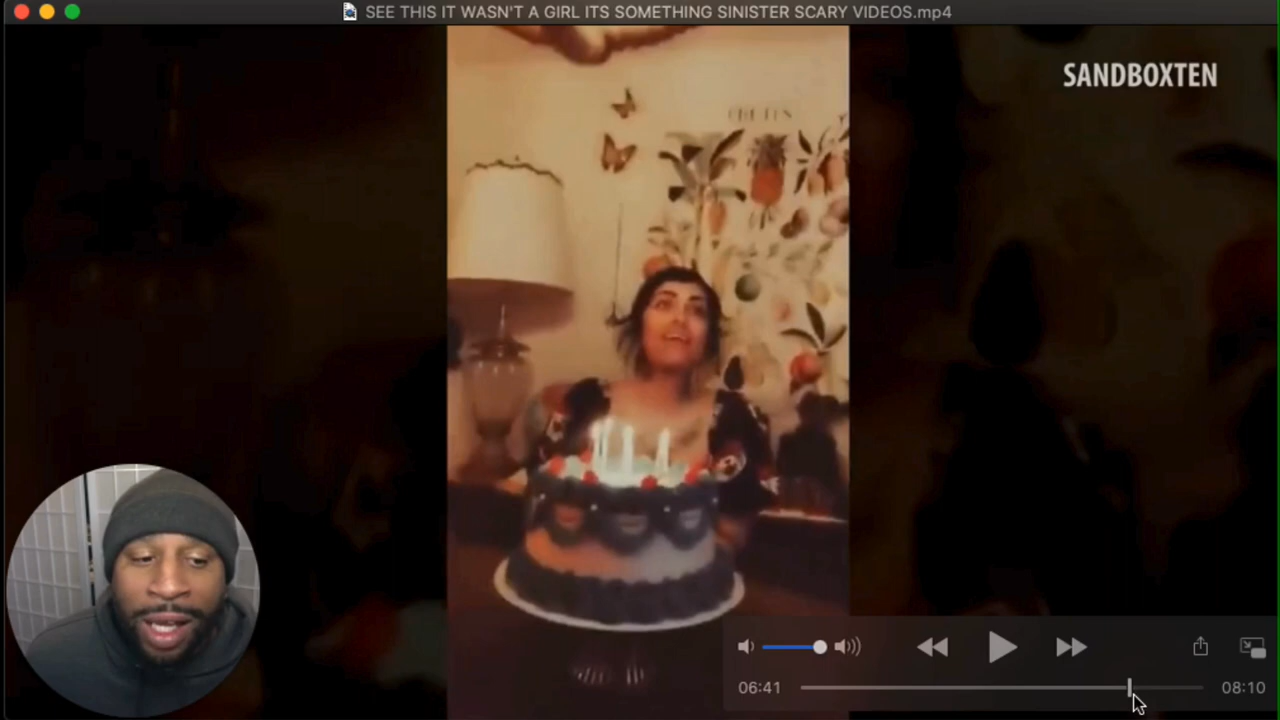 SEE THIS IT WASN'T A GIRL ITS SOMETHING SINISTER SCARY VIDEOS.mp4
SANDBOXTEN
06:41
08:10